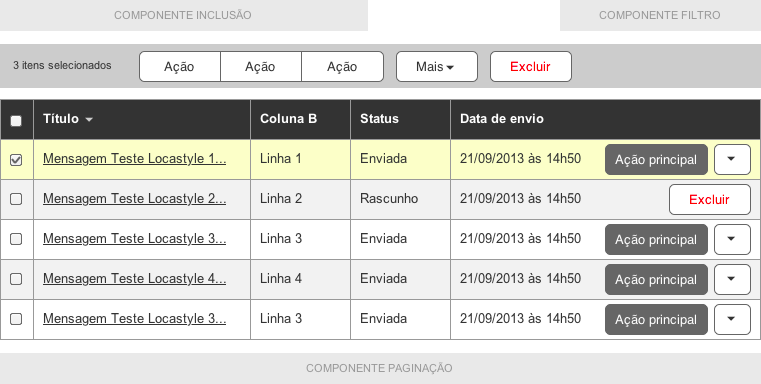 COMPONENTE INCLUSÃO COMPONENTE FILTRO
3 itens selecionados Ação Ação Ação Mais Excluir
Título Coluna B Status Data de envio
Mensagem Teste Locastyle 1... Linha 1 Enviada 21/09/2013 às 14h50 Ação principal
Mensagem Teste Locastyle 2... Linha 2 Rascunho 21/09/2013 às 14h50 Excluir
Mensagem Teste Locastyle 3... Linha 3 Enviada 21/09/2013 às 14h50 Ação principal
Mensagem Teste Locastyle 4... Linha 4 Enviada 21/09/2013 às 14h50 Ação principal
Mensagem Teste Locastyle 3... Linha 3 Enviada 21/09/2013 às 14h50 Ação principal
COMPONENTE PAGINAÇÃO